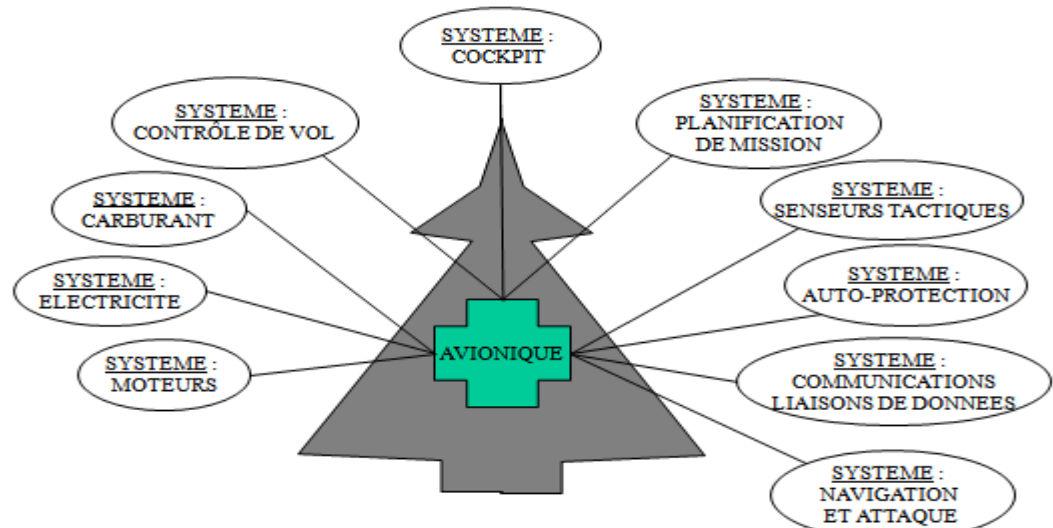 SYSTEME :
COCKPIT
SYSTEME :
CONTRÔLE DE VOL
SYSTEME :
PLANIFICATION
DE MISSION
SYSTEME :
CARBURANT
SYSTEME :
SENSEURS TACTIQUES
SYSTEME :
ELECTRICITE
SYSTEME :
AUTO-PROTECTION
AVIONIQUE
SYSTEME :
MOTEURS
SYSTEME :
COMMUNICATIONS
LIAISONS DE DONNEES
SYSTEME :
NAVIGATION
ET ATTAQUE